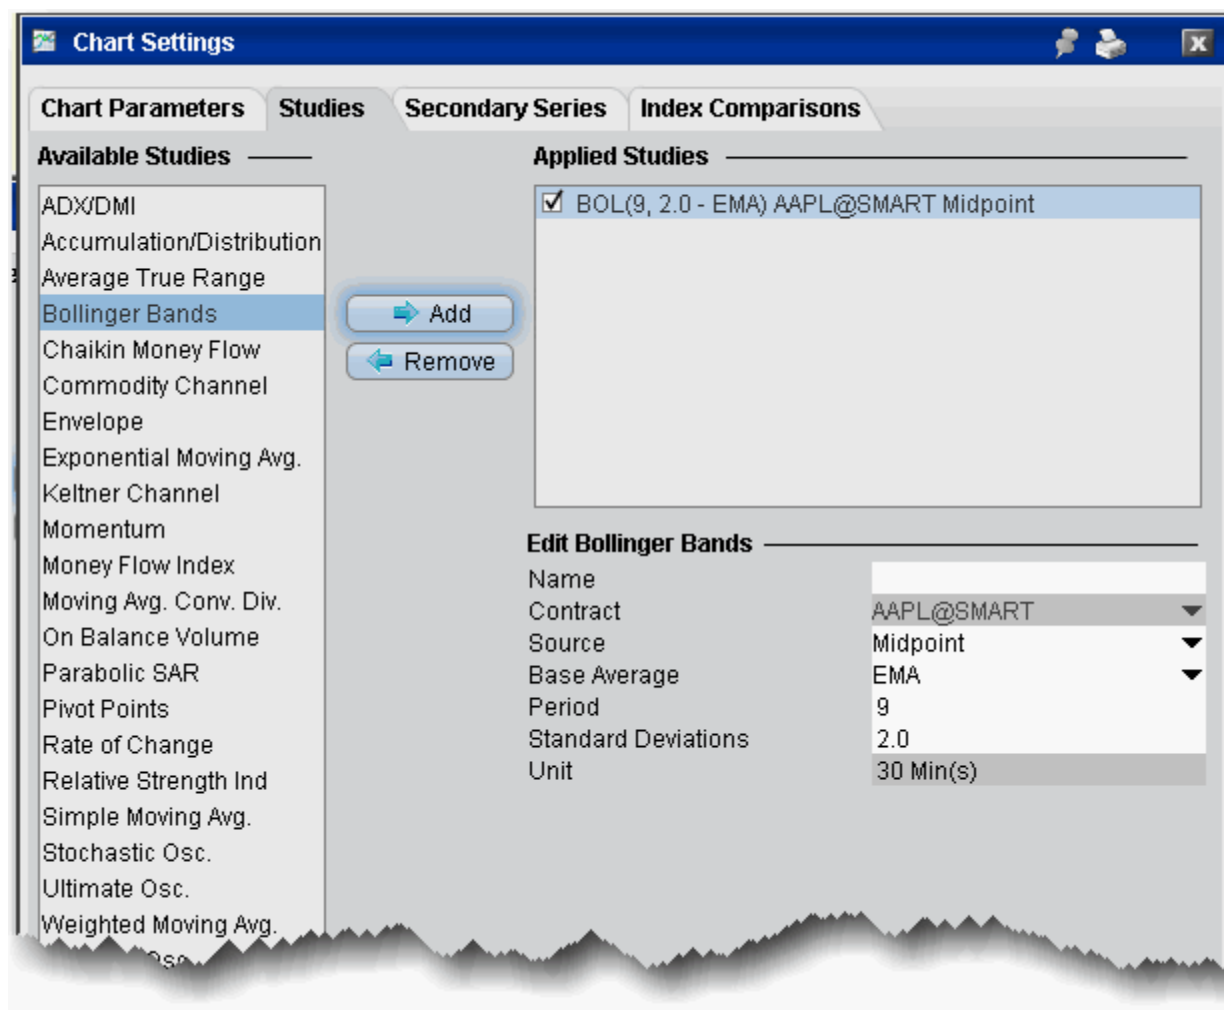 Chart Settings
Chart Parameters Studies Secondary Series Index Comparisons
Available Studies
ADX/DMI
Accumulation/Distribution
Average True Range
Bollinger Bands
Chaikin Money Flow
Commodity Channel
Envelope
Exponential Moving Avg.
Keltner Channel
Momentum
Money Flow Index
Moving Avg. Conv. Div.
On Balance Volume
Parabolic SAR
Pivot Points
Rate of Change
Relative Strength Ind
Simple Moving Avg.
Stochastic Osc.
Ultimate Osc.
Weighted Moving Avg.
Add
Remove
Applied Studies
BOL(9, 2.0 - EMA) AAPL@SMART Midpoint
Edit Bollinger Bands
Name
Contract AAPL@SMART
Source Midpoint
Base Average EMA
Period 9
Standard Deviations 2.0
Unit 30 Min(s)